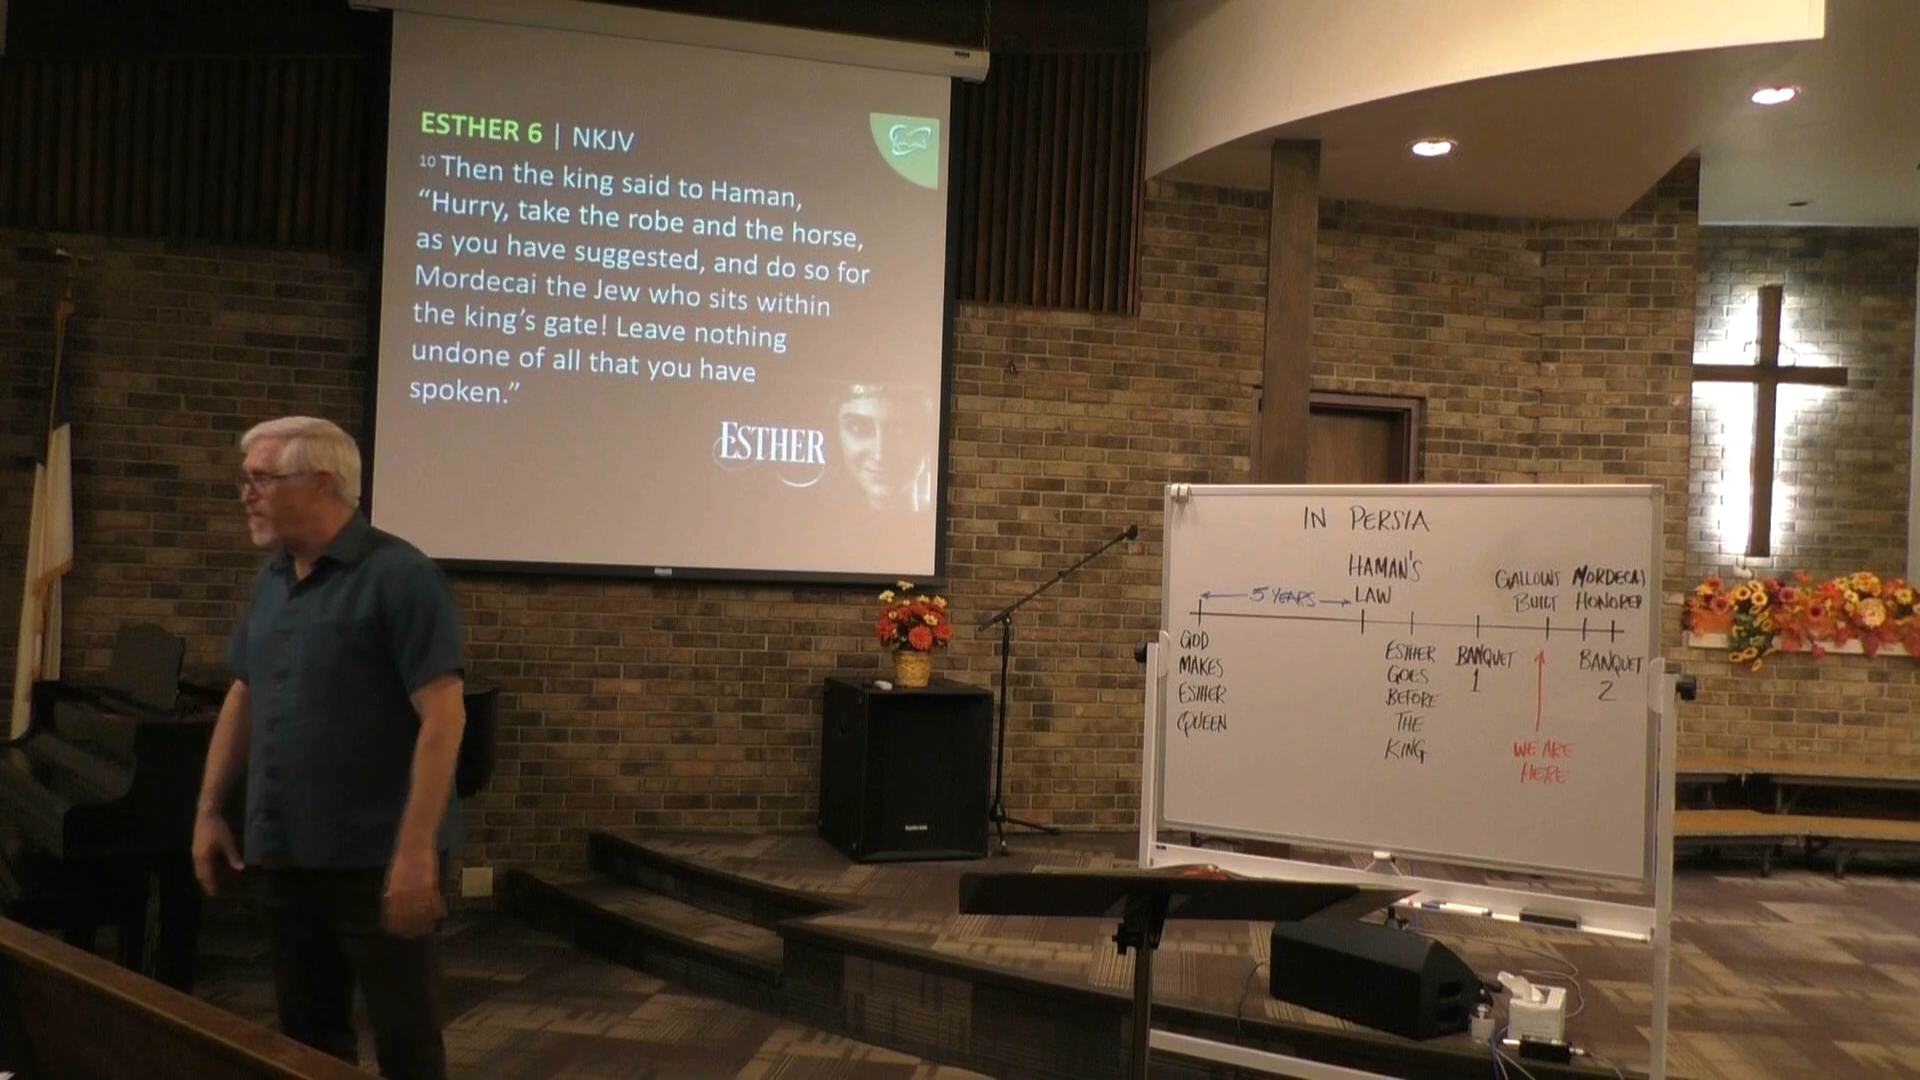 ESTHER 6 | NKJV
10 Then the king said to Haman,
“Hurry, take the robe and the horse,
as you have suggested, and do so for
Mordecai the Jew who sits within
the king’s gate! Leave nothing
undone of all that you have
spoken.”
ESTHER
IN PERSIA
HAMAN'S
LAW
5 YEARS
GALLOWS
BUILT
MORDECAI
HONORED
GOD
MAKES
ESTHER
QUEEN
ESTHER
GOES
BEFORE
THE
KING
BANQUET
1
BANQUET
2
WE ARE
HERE